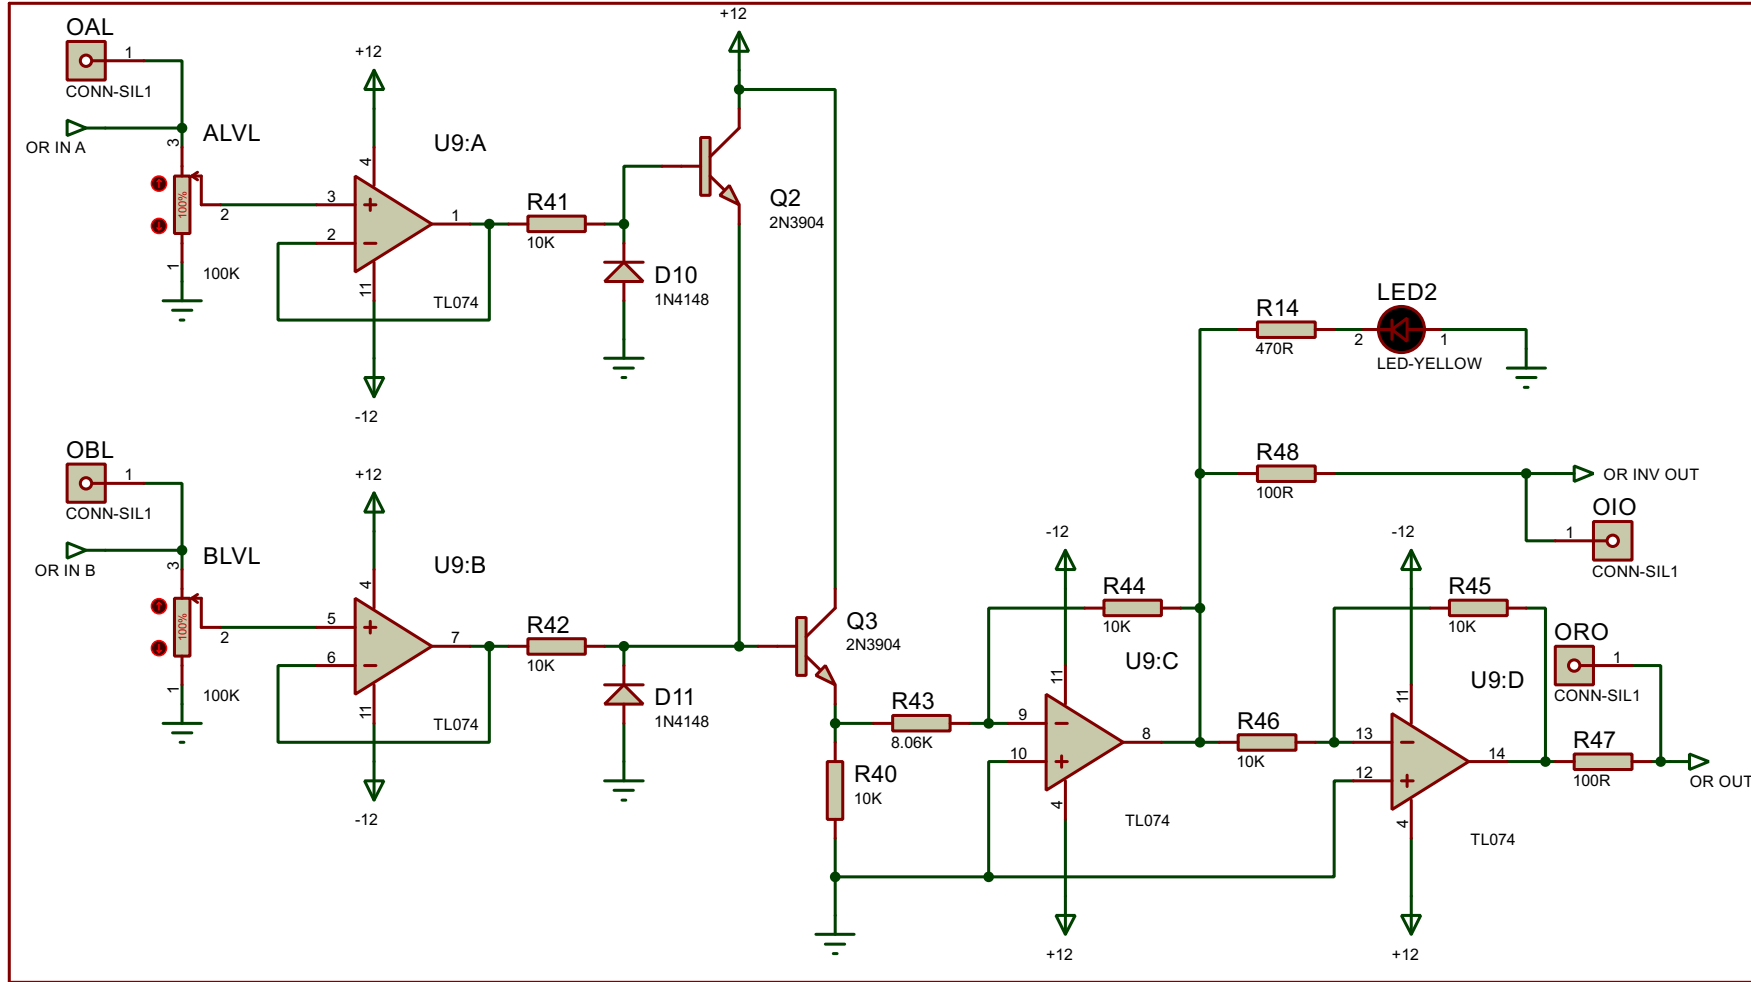 OAL
1
CONN-SIL1
OR IN A
3
ALVL
100%
2
1
100K
+12
4
U9:A
3
2
1
11
TL074
-12
R41
10K
D10
1N4148
+12
Q2
2N3904
OBL
1
CONN-SIL1
OR IN B
3
BLVL
100%
2
1
100K
+12
4
U9:B
5
6
7
11
TL074
-12
R42
10K
D11
1N4148
Q3
2N3904
R43
8.06K
R40
10K
-12
R44
10K
11
U9:C
9
10
8
4
TL074
+12
R14
470R
LED2
2
1
LED-YELLOW
R48
100R
OR INV OUT
OIO
1
CONN-SIL1
-12
R45
10K
R46
10K
11
U9:D
13
12
14
4
TL074
+12
ORO
1
CONN-SIL1
R47
100R
OR OUT